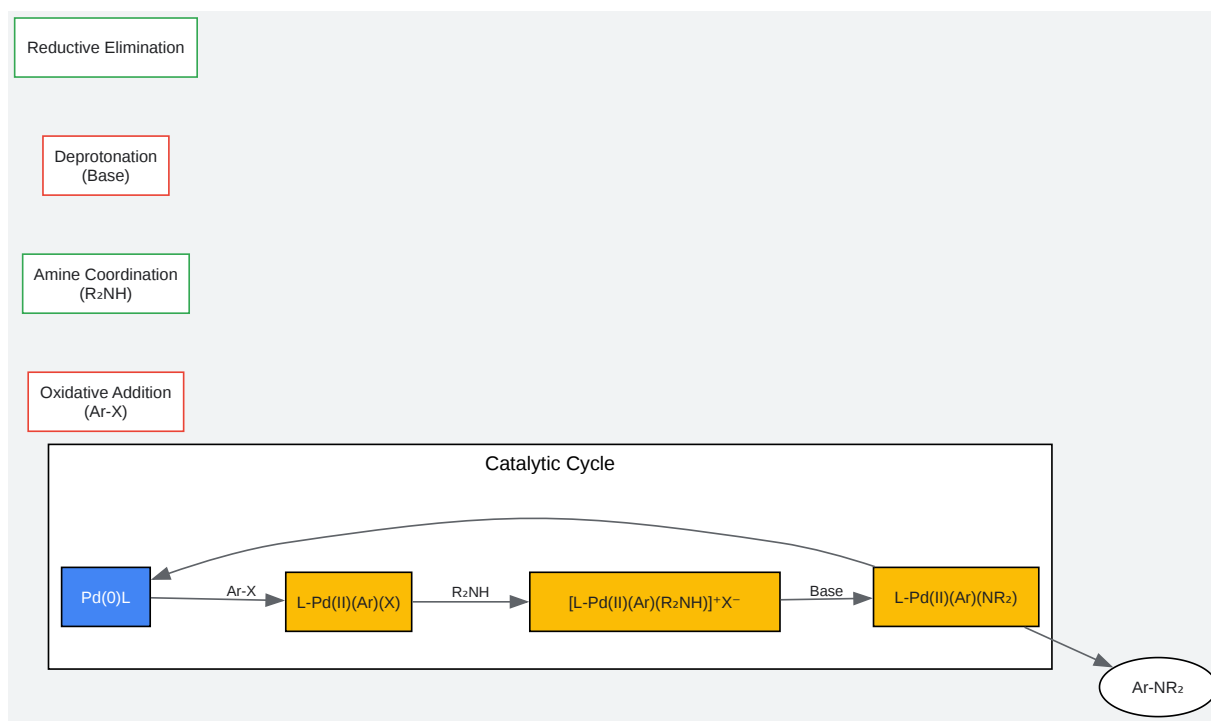 Reductive Elimination
Deprotonation
(Base)
Amine Coordination
(R₂NH)
Oxidative Addition
(Ar-X)
Catalytic Cycle
Pd(0)L
Ar-X
L-Pd(II)(Ar)(X)
R₂NH
[L-Pd(II)(Ar)(R₂NH)]⁺X⁻
Base
L-Pd(II)(Ar)(NR₂)
Ar-NR₂